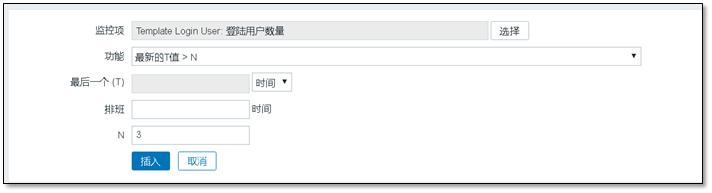 监控项 Template Login User: 登陆用户数量 选择
功能 最新的T值 > N
最后一个 (T) 时间
排班 时间
N 3
插入 取消